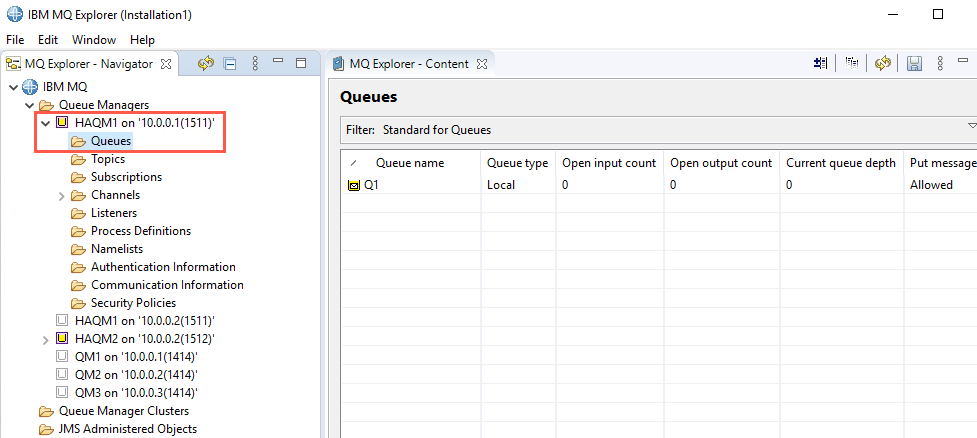 IBM MQ Explorer (Installation1)
File Edit Window Help
MQ Explorer - Navigator
IBM MQ
Queue Managers
HAQM1 on '10.0.0.1(1511)'
Queues
Topics
Subscriptions
Channels
Listeners
Process Definitions
Namelists
Authentication Information
Communication Information
Security Policies
HAQM1 on '10.0.0.2(1511)'
HAQM2 on '10.0.0.2(1512)'
QM1 on '10.0.0.1(1414)'
QM2 on '10.0.0.2(1414)'
QM3 on '10.0.0.3(1414)'
Queue Manager Clusters
JMS Administered Objects
MQ Explorer - Content
Queues
Filter: Standard for Queues
Queue name Queue type Open input count Open output count Current queue depth Put message
Q1 Local 0 0 0 Allowed